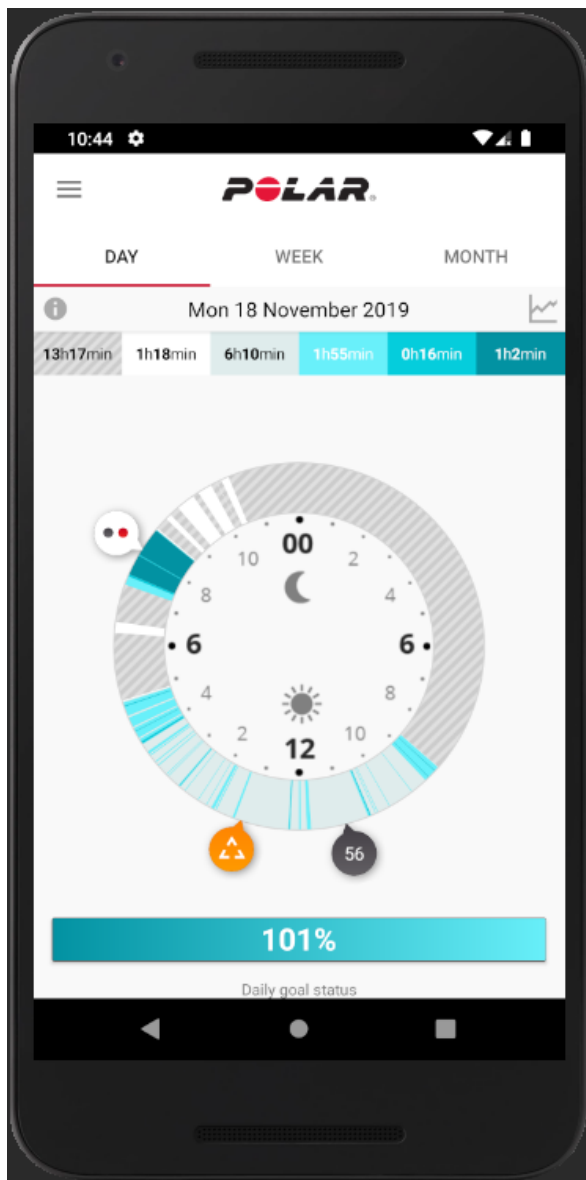 10:44
POLAR
DAY WEEK MONTH
Mon 18 November 2019
13h17min 1h18min 6h10min 1h55min 0h16min 1h2min
00
10 2
8 4
6 6
4 8
2 10
12
56
101%
Daily goal status